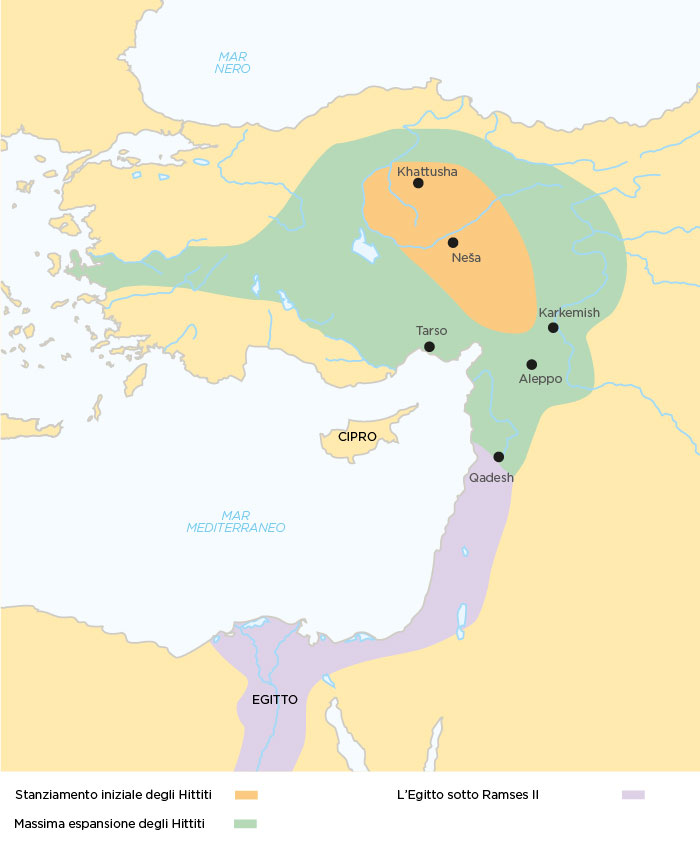 MAR
NERO
Khattusha
Neša
Karkemish
Tarso
Aleppo
CIPRO
Qadesh
MAR
MEDITERRANEO
EGITTO
Stanziamento iniziale degli Hittiti
L'Egitto sotto Ramses II
Massima espansione degli Hittiti